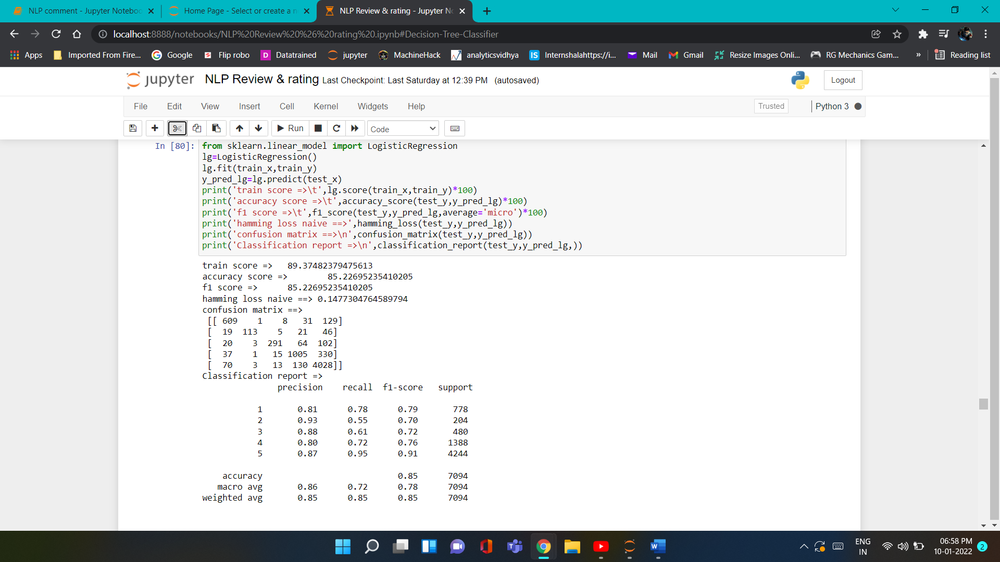 NLP comment - Jupyter Noteboo
Home Page - Select or create a n
NLP Review & rating - Jupyter No
localhost:8888/notebooks/NLP%20Review%20%26%20rating%20.ipynb#Decision-Tree-Classifier
Apps Imported From Fire... Google Flip robo Datatrained jupyter MachineHack analyticsvidhya Internshalahttps://i... Mail Gmail Resize Images Onli... RG Mechanics Gam... » Reading list
jupyter NLP Review & rating Last Checkpoint: Last Saturday at 12:39 PM (autosaved) Logout
File Edit View Insert Cell Kernel Widgets Help Trusted Python 3
Run Code
In [80]: from sklearn.linear_model import LogisticRegression
lg=LogisticRegression()
lg.fit(train_x,train_y)
y_pred_lg=lg.predict(test_x)
print('train score =>\t',lg.score(train_x,train_y)*100)
print('accuracy score =>\t',accuracy_score(test_y,y_pred_lg)*100)
print('f1 score =>\t',f1_score(test_y,y_pred_lg,average='micro')*100)
print('hamming loss naive ==>',hamming_loss(test_y,y_pred_lg))
print('confusion matrix ==>\n',confusion_matrix(test_y,y_pred_lg))
print('Classification report =>\n',classification_report(test_y,y_pred_lg,))
train score => 89.37482379475613
accuracy score => 85.22695235410205
f1 score => 85.22695235410205
hamming loss naive ==> 0.1477304764589794
confusion matrix ==>
[[ 609 1 8 31 129]
[ 19 113 5 21 46]
[ 20 3 291 64 102]
[ 37 1 15 1005 330]
[ 70 3 13 130 4028]]
Classification report =>
precision recall f1-score support
1 0.81 0.78 0.79 778
2 0.93 0.55 0.70 204
3 0.88 0.61 0.72 480
4 0.80 0.72 0.76 1388
5 0.87 0.95 0.91 4244
accuracy 0.85 7094
macro avg 0.86 0.72 0.78 7094
weighted avg 0.85 0.85 0.85 7094
ENG
IN
06:58 PM
10-01-2022
2